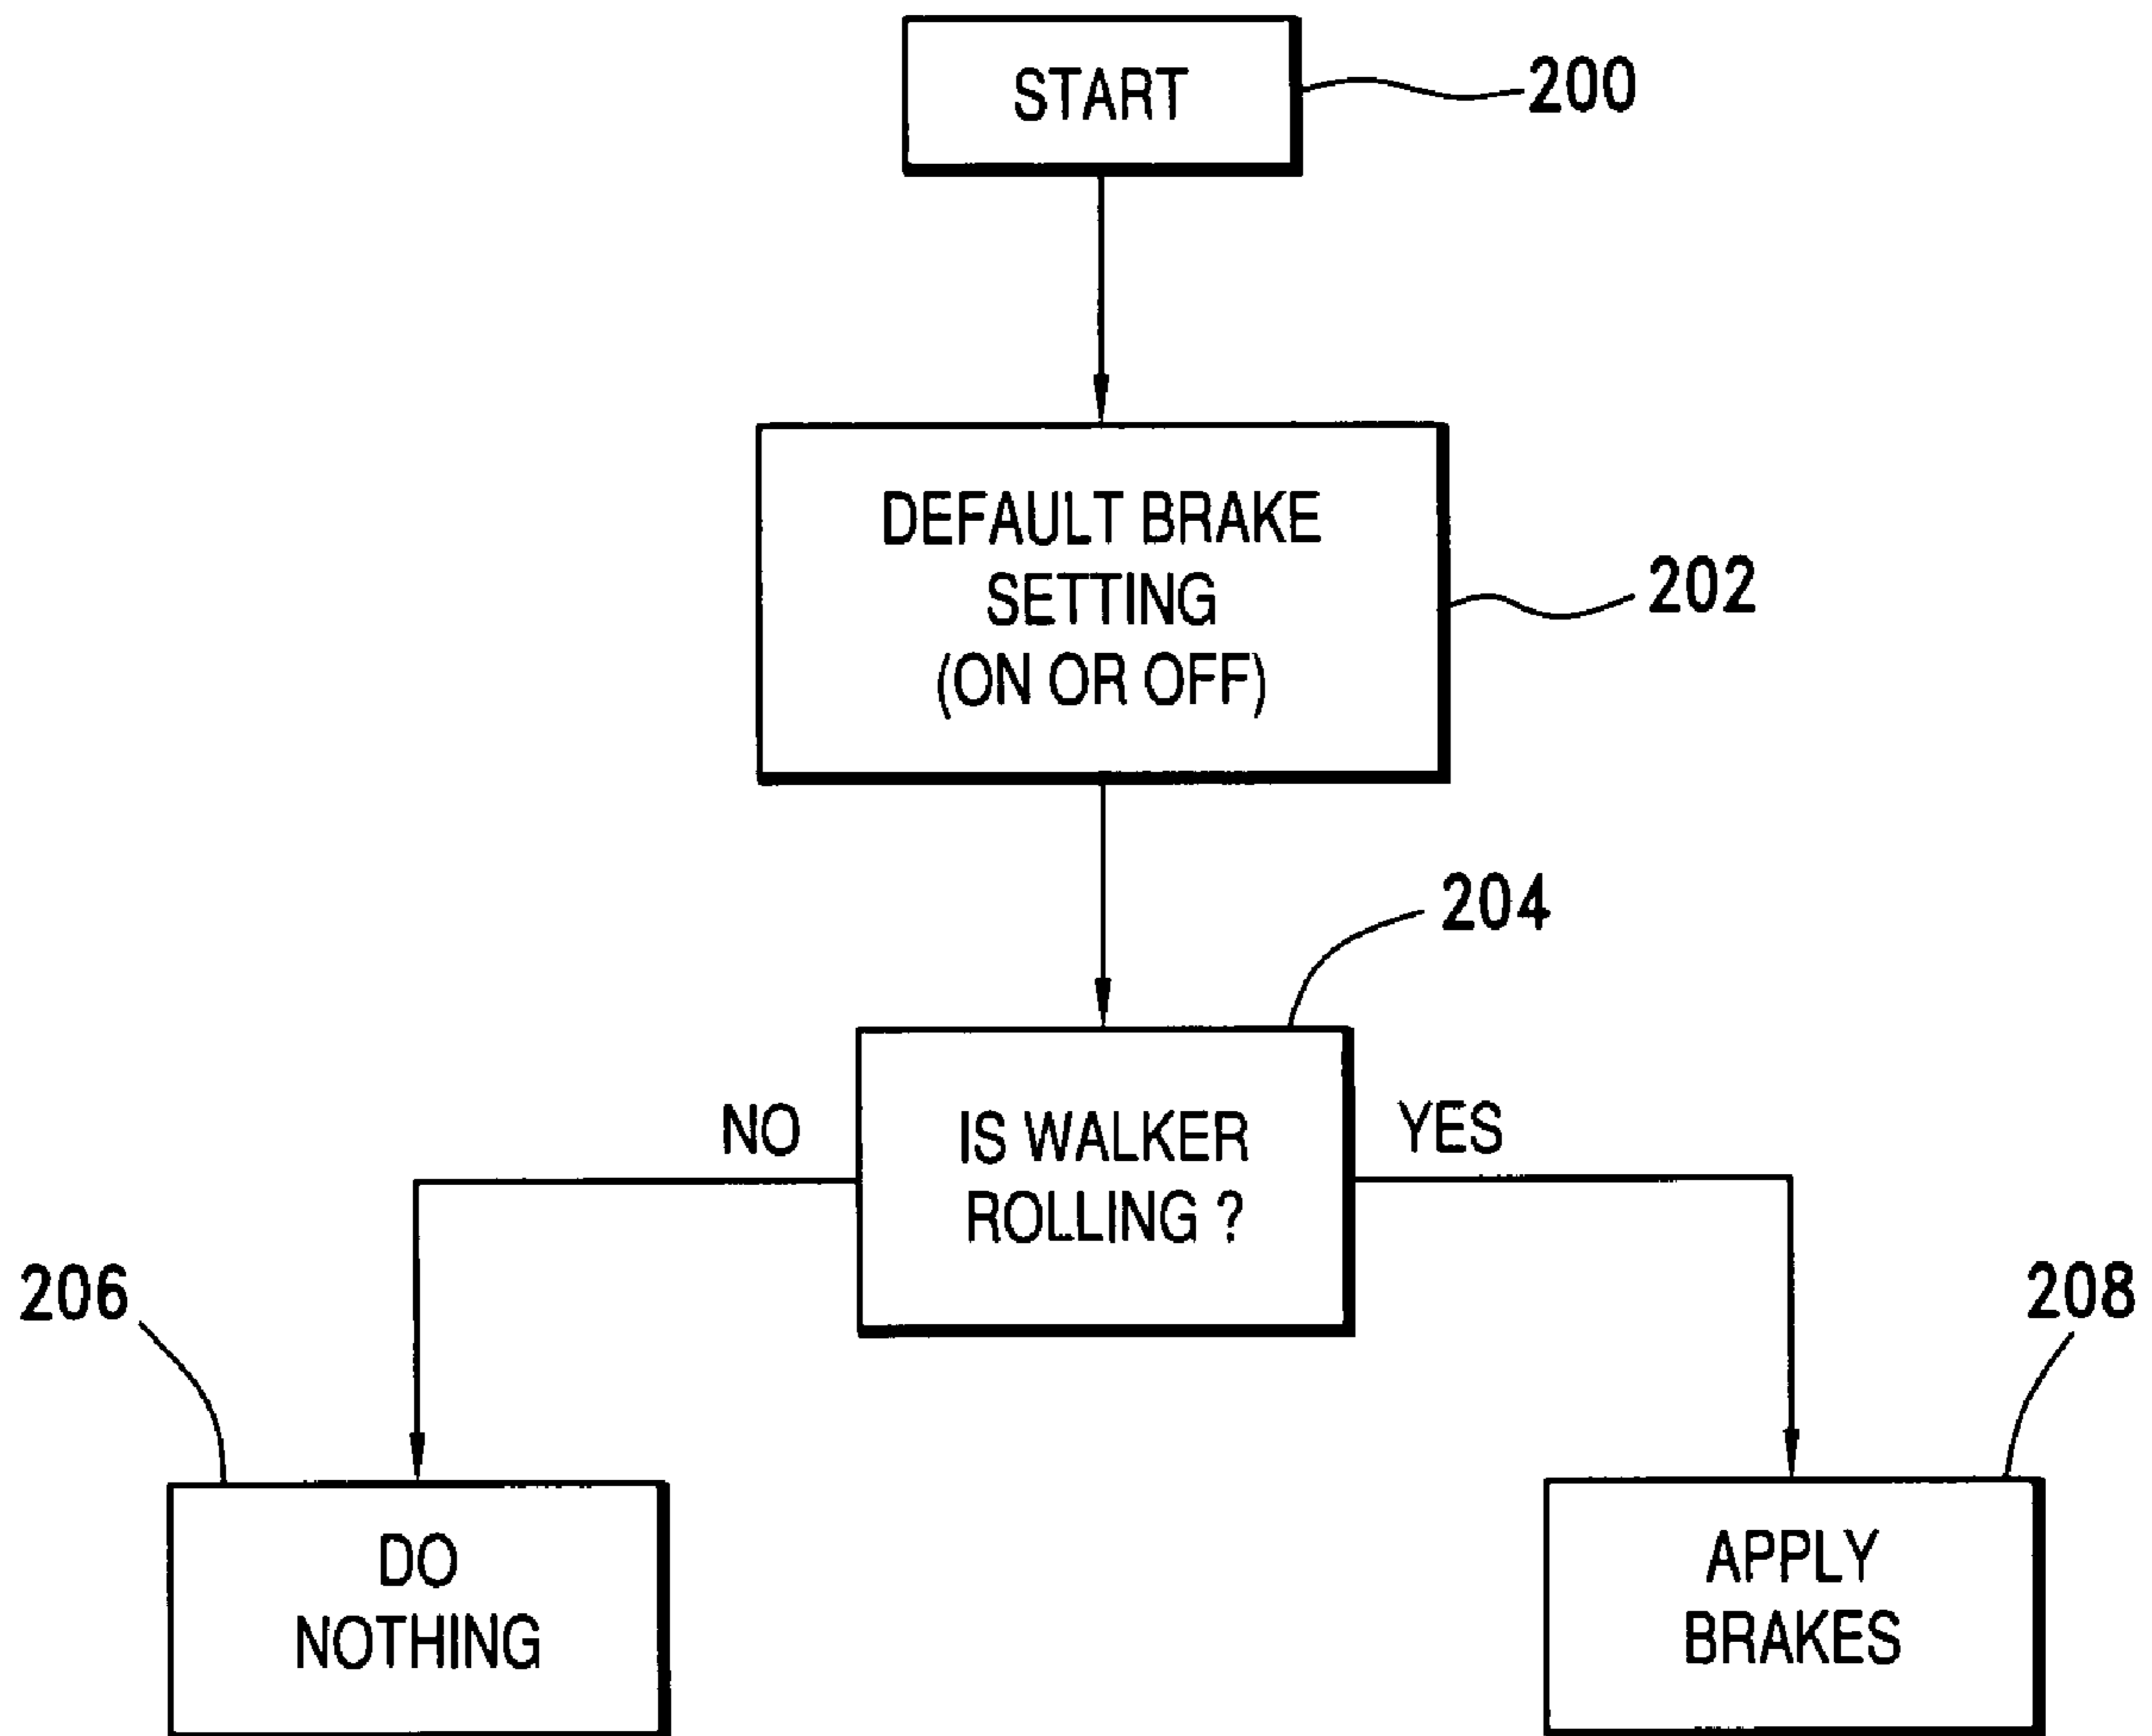 START
200
DEFAULT BRAKE
SETTING
(ON OR OFF)
202
204
NO
IS WALKER
ROLLING ?
YES
206
208
DO
NOTHING
APPLY
BRAKES